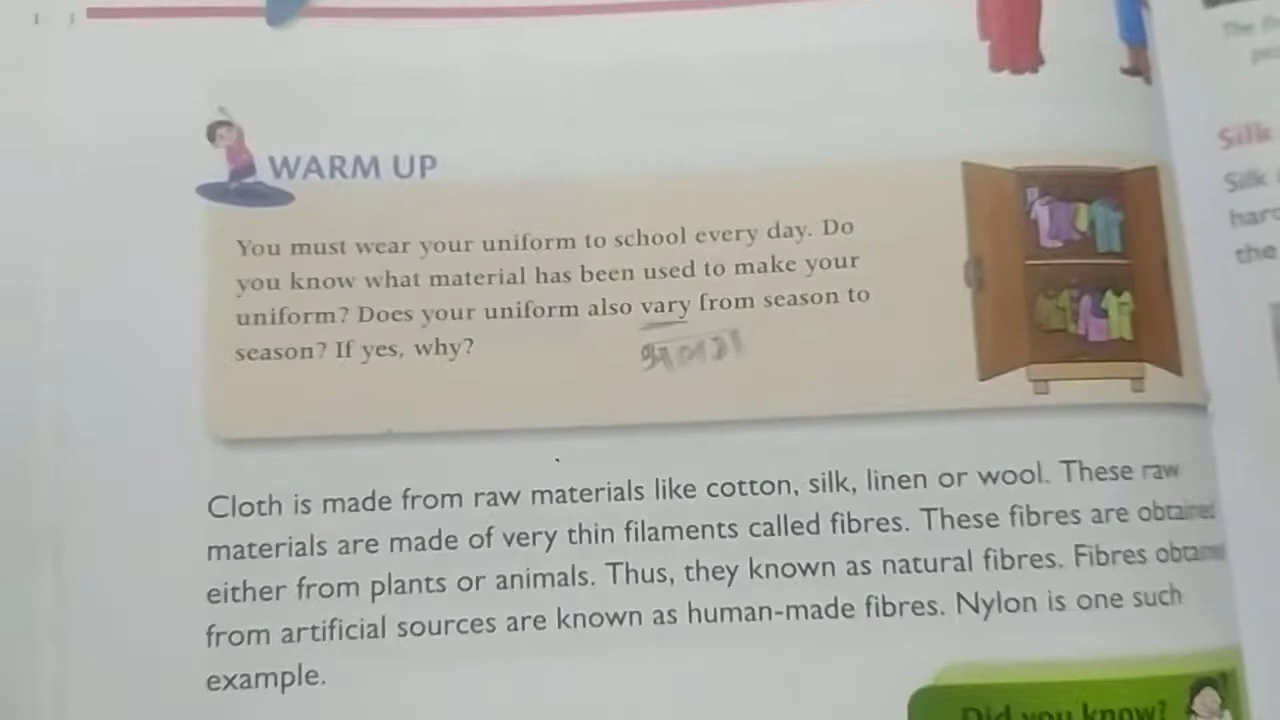 WARM UP
You must wear your uniform to school every day. Do
you know what material has been used to make your
uniform? Does your uniform also vary from season to
season? If yes, why?
Cloth is made from raw materials like cotton, silk, linen or wool. These raw
materials are made of very thin filaments called fibres. These fibres are obtained
either from plants or animals. Thus, they known as natural fibres. Fibres
from artificial sources are known as human-made fibres. Nylon is one such
example.
Did you know?
Silk
Silk
the